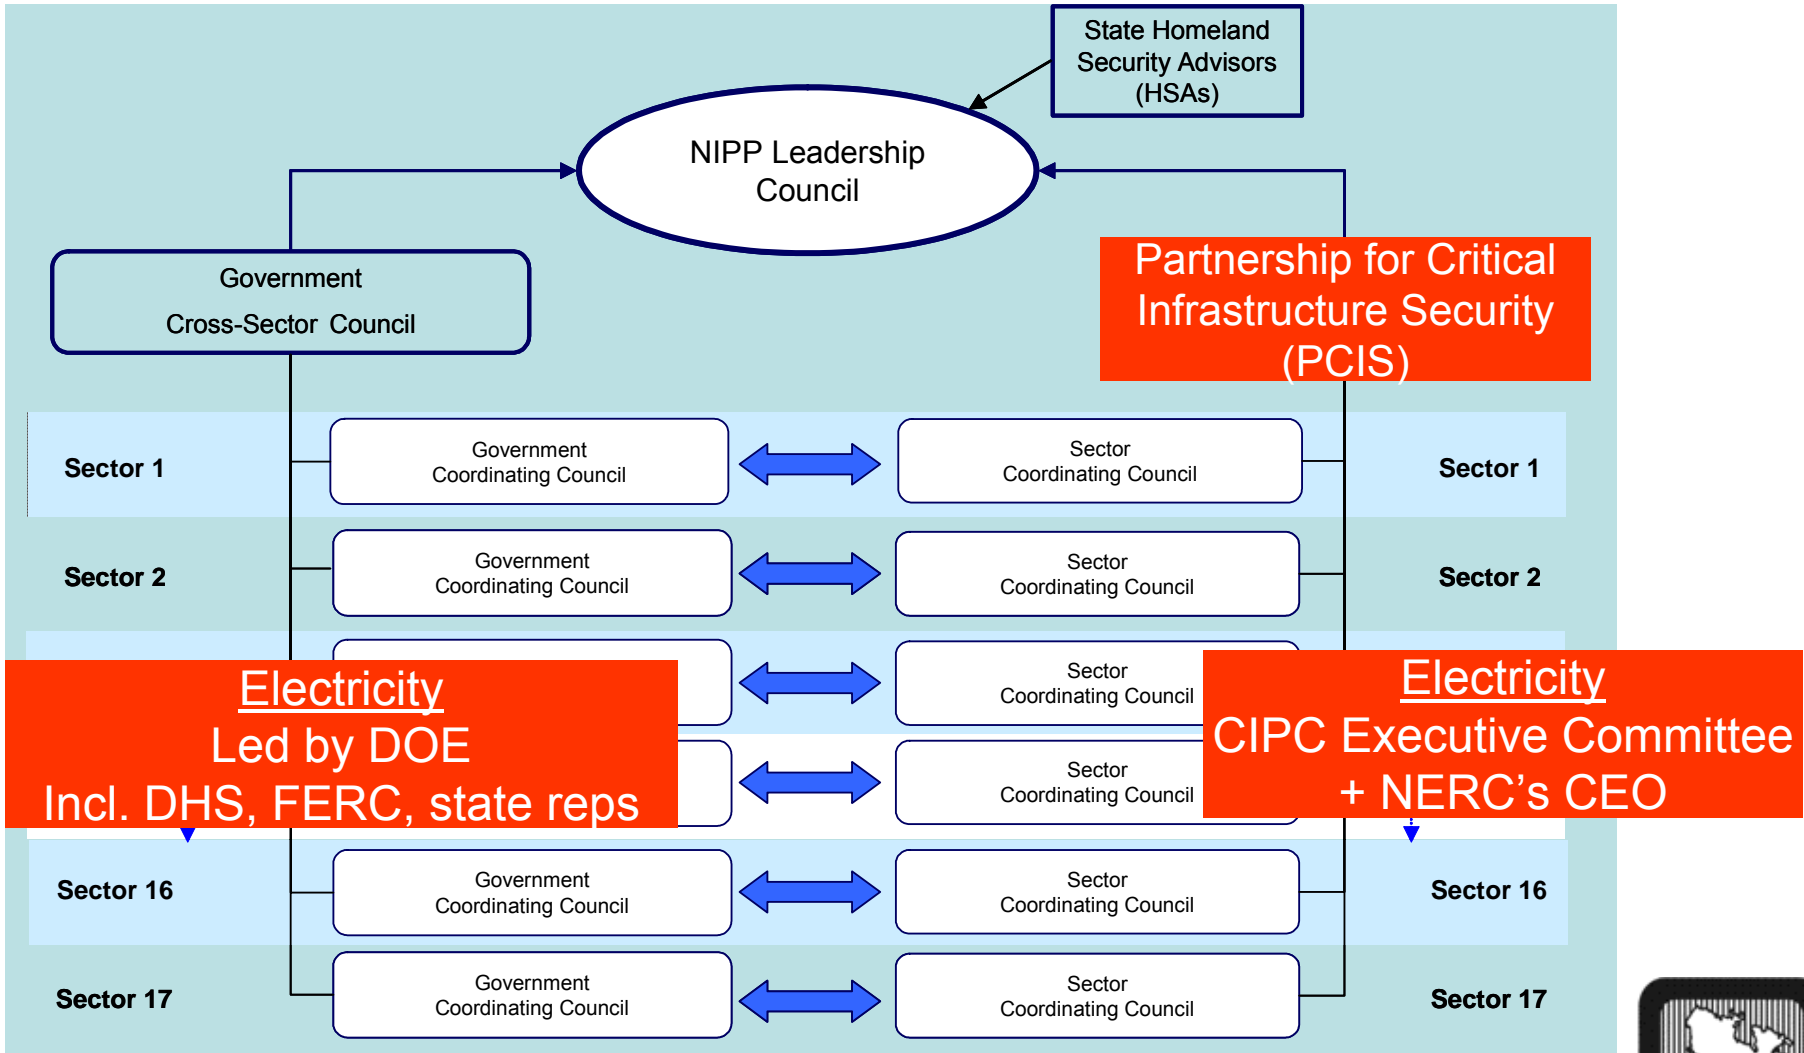 State Homeland
Security Advisors
(HSAs)
NIPP Leadership
Council
Government
Cross-Sector Council
Partnership for Critical
Infrastructure Security
(PCIS)
Sector 1
Government
Coordinating Council
Sector
Coordinating Council
Sector 1
Sector 2
Government
Coordinating Council
Sector
Coordinating Council
Sector 2
Electricity
Led by DOE
Incl. DHS, FERC, state reps
Sector
Coordinating Council
Sector
Coordinating Council
Electricity
CIPC Executive Committee
+ NERC’s CEO
Sector 16
Government
Coordinating Council
Sector
Coordinating Council
Sector 16
Sector 17
Government
Coordinating Council
Sector
Coordinating Council
Sector 17